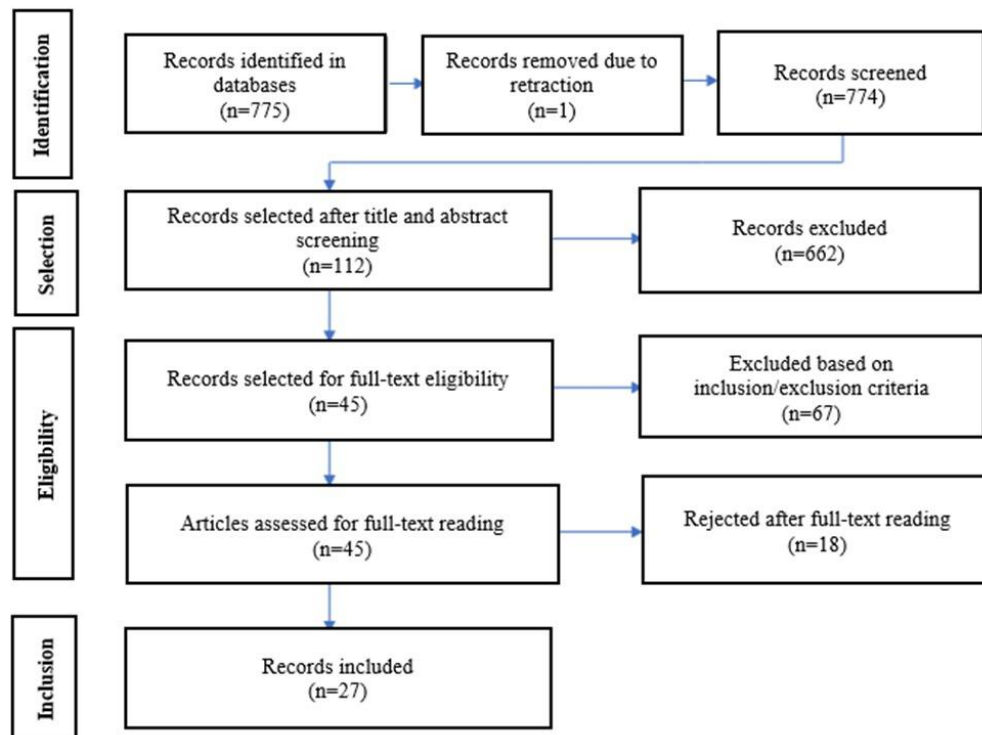 Identification
Records identified in
databases
(n=775)
Records removed due to
retraction
(n=1)
Records screened
(n=774)
Selection
Records selected after title and abstract
screening
(n=112)
Records excluded
(n=662)
Eligibility
Records selected for full-text eligibility
(n=45)
Excluded based on
inclusion/exclusion criteria
(n=67)
Articles assessed for full-text reading
(n=45)
Rejected after full-text reading
(n=18)
Inclusion
Records included
(n=27)